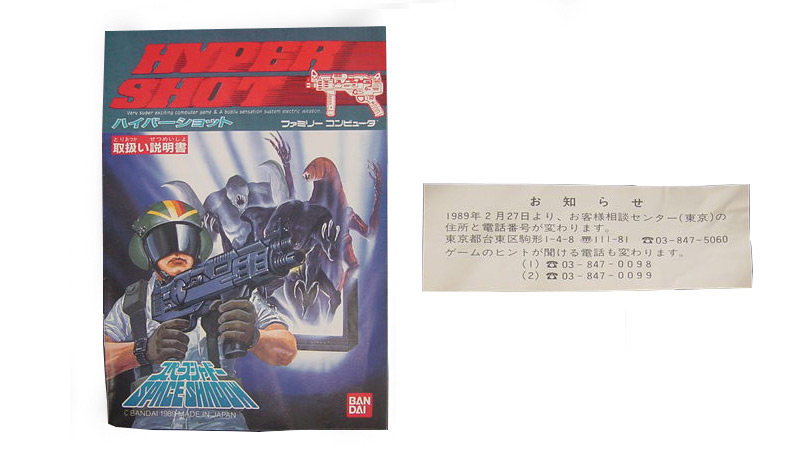 HYPER
SHOT
Very super exciting computer game & A bodily sensation system electric weapon.
ハイパーショット
ファミリー コンピュータ
とりあつか せつめいしょ
取扱い説明書
スペースシャドー
SPACE SHADOW
© BANDAI 1989 MADE IN JAPAN
BAN
DAI
お知らせ
1989年2月27日より、お客様相談センター(東京)の
住所と電話番号が変わります。
東京都台東区駒形1-4-8 〠111-81 ☎03-847-5060
ゲームのヒントが聞ける電話も変わります。
(1) ☎03-847-0098
(2) ☎03-847-0099